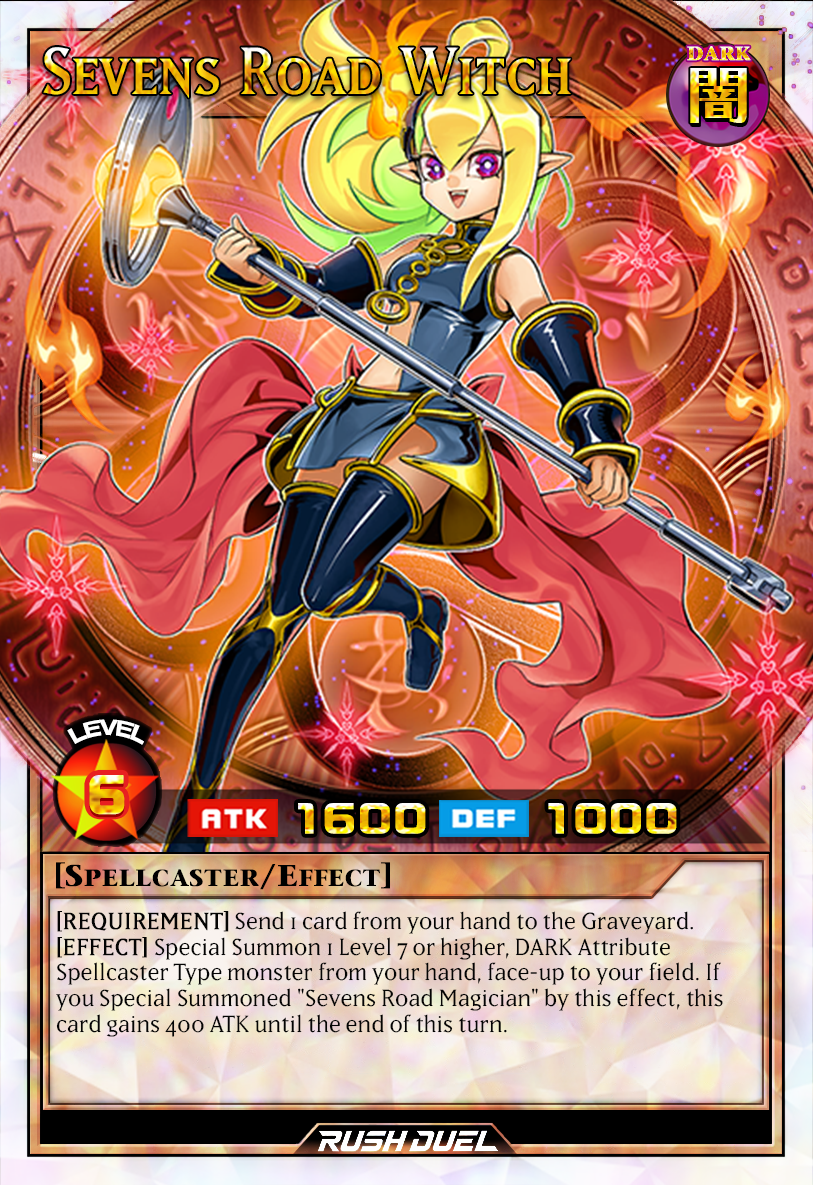 SEVENS ROAD WITCH
DARK
闇
LEVEL
6
ATK 1600 DEF 1000
[SPELLCASTER/EFFECT]
[REQUIREMENT] Send 1 card from your hand to the Graveyard.
[EFFECT] Special Summon 1 Level 7 or higher, DARK Attribute
Spellcaster Type monster from your hand, face-up to your field. If
you Special Summoned "Sevens Road Magician" by this effect, this
card gains 400 ATK until the end of this turn.
RUSH DUEL